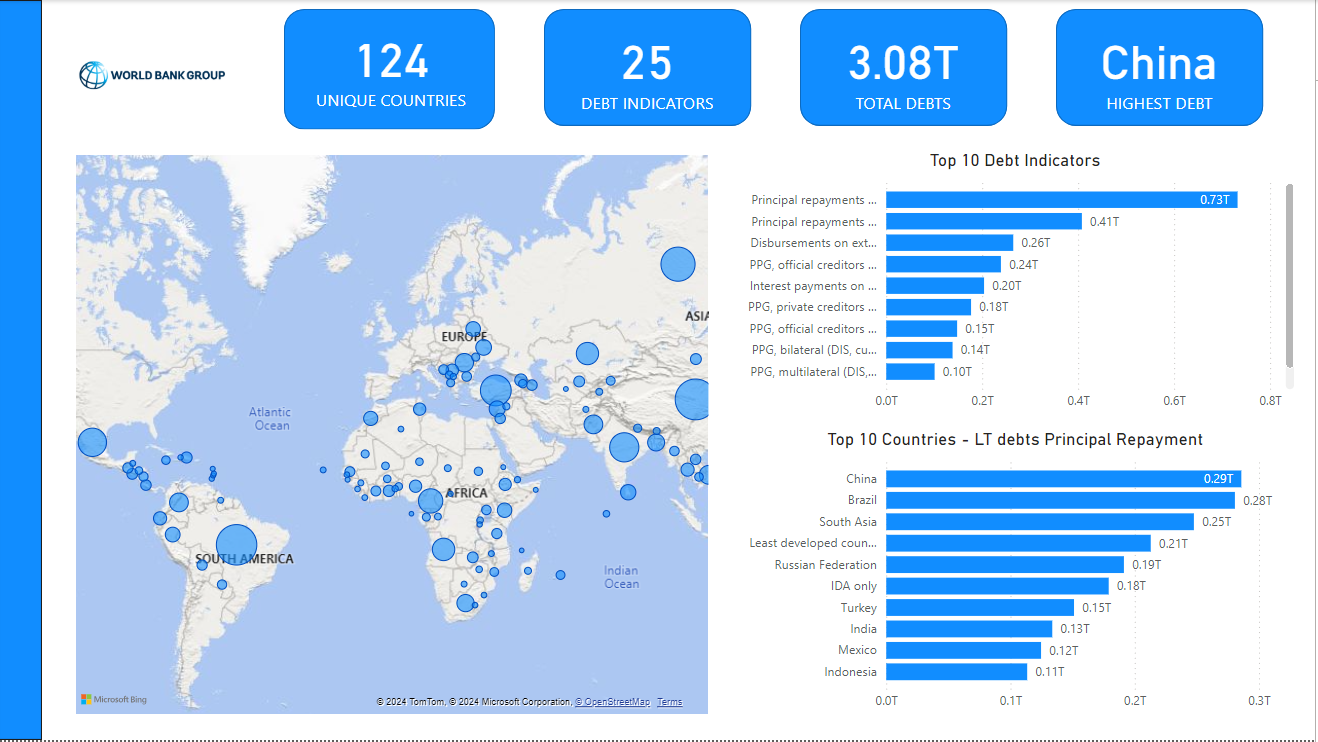 WORLD BANK GROUP
124
UNIQUE COUNTRIES
25
DEBT INDICATORS
3.08T
TOTAL DEBTS
China
HIGHEST DEBT
EUROPE
ASIA
Atlantic
Ocean
AFRICA
SOUTH AMERICA
Indian
Ocean
Microsoft Bing
© 2024 TomTom, © 2024 Microsoft Corporation, © OpenStreetMap Terms
Top 10 Debt Indicators
Principal repayments ... 0.73T
Principal repayments ... 0.41T
Disbursements on ext... 0.26T
PPG, official creditors ... 0.24T
Interest payments on ... 0.20T
PPG, private creditors ... 0.18T
PPG, official creditors ... 0.15T
PPG, bilateral (DIS, cu... 0.14T
PPG, multilateral (DIS,... 0.10T
0.0T 0.2T 0.4T 0.6T 0.8T
Top 10 Countries - LT debts Principal Repayment
China 0.29T
Brazil 0.28T
South Asia 0.25T
Least developed coun... 0.21T
Russian Federation 0.19T
IDA only 0.18T
Turkey 0.15T
India 0.13T
Mexico 0.12T
Indonesia 0.11T
0.0T 0.1T 0.2T 0.3T